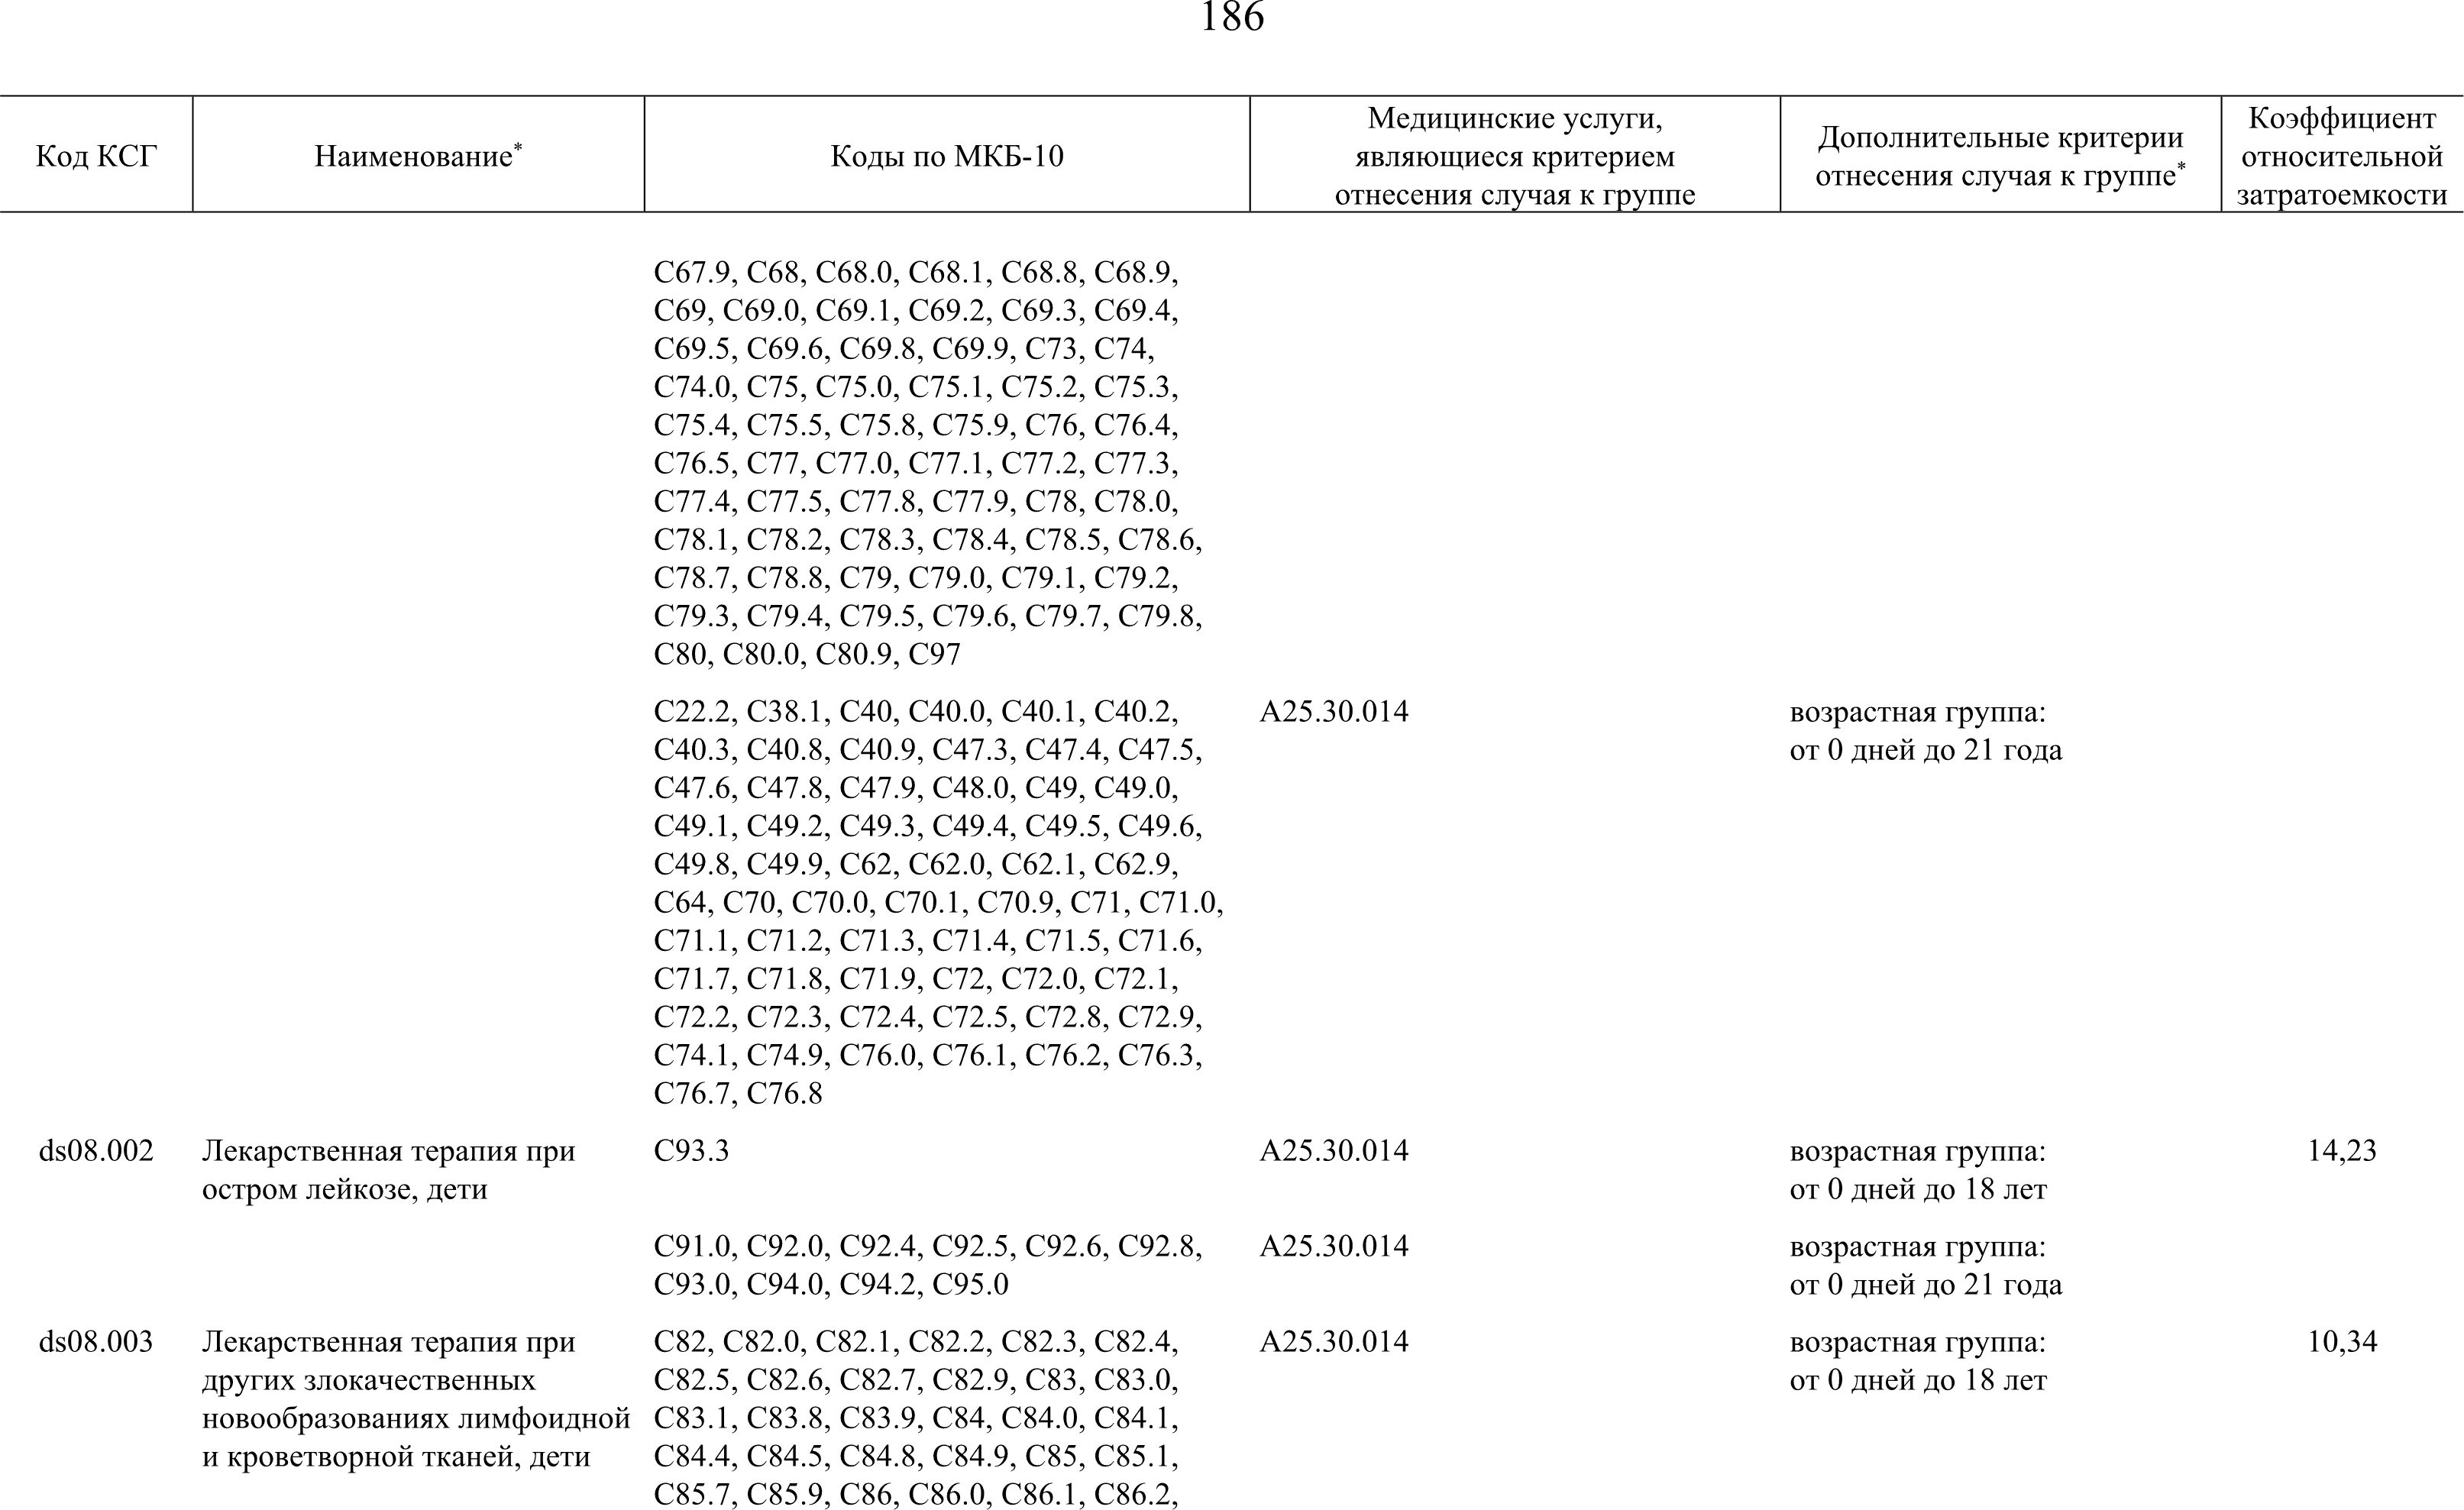 186
Код КСГ
Наименование*
Коды по МКБ-10
Медицинские услуги,
являющиеся критерием
отнесения случая к группе
Дополнительные критерии
отнесения случая к группе*
Коэффициент
относительной
затратоемкости
C67.9, C68, C68.0, C68.1, C68.8, C68.9,
C69, C69.0, C69.1, C69.2, C69.3, C69.4,
C69.5, C69.6, C69.8, C69.9, C73, C74,
C74.0, C75, C75.0, C75.1, C75.2, C75.3,
C75.4, C75.5, C75.8, C75.9, C76, C76.4,
C76.5, C77, C77.0, C77.1, C77.2, C77.3,
C77.4, C77.5, C77.8, C77.9, C78, C78.0,
C78.1, C78.2, C78.3, C78.4, C78.5, C78.6,
C78.7, C78.8, C79, C79.0, C79.1, C79.2,
C79.3, C79.4, C79.5, C79.6, C79.7, C79.8,
C80, C80.0, C80.9, C97
C22.2, C38.1, C40, C40.0, C40.1, C40.2,
C40.3, C40.8, C40.9, C47.3, C47.4, C47.5,
C47.6, C47.8, C47.9, C48.0, C49, C49.0,
C49.1, C49.2, C49.3, C49.4, C49.5, C49.6,
C49.8, C49.9, C62, C62.0, C62.1, C62.9,
C64, C70, C70.0, C70.1, C70.9, C71, C71.0,
C71.1, C71.2, C71.3, C71.4, C71.5, C71.6,
C71.7, C71.8, C71.9, C72, C72.0, C72.1,
C72.2, C72.3, C72.4, C72.5, C72.8, C72.9,
C74.1, C74.9, C76.0, C76.1, C76.2, C76.3,
C76.7, C76.8
A25.30.014
возрастная группа:
от 0 дней до 21 года
ds08.002
Лекарственная терапия при
остром лейкозе, дети
C93.3
A25.30.014
возрастная группа:
от 0 дней до 18 лет
14,23
C91.0, C92.0, C92.4, C92.5, C92.6, C92.8,
C93.0, C94.0, C94.2, C95.0
A25.30.014
возрастная группа:
от 0 дней до 21 года
ds08.003
Лекарственная терапия при
других злокачественных
новообразованиях лимфоидной
и кроветворной тканей, дети
C82, C82.0, C82.1, C82.2, C82.3, C82.4,
C82.5, C82.6, C82.7, C82.9, C83, C83.0,
C83.1, C83.8, C83.9, C84, C84.0, C84.1,
C84.4, C84.5, C84.8, C84.9, C85, C85.1,
C85.7, C85.9, C86, C86.0, C86.1, C86.2,
A25.30.014
возрастная группа:
от 0 дней до 18 лет
10,34